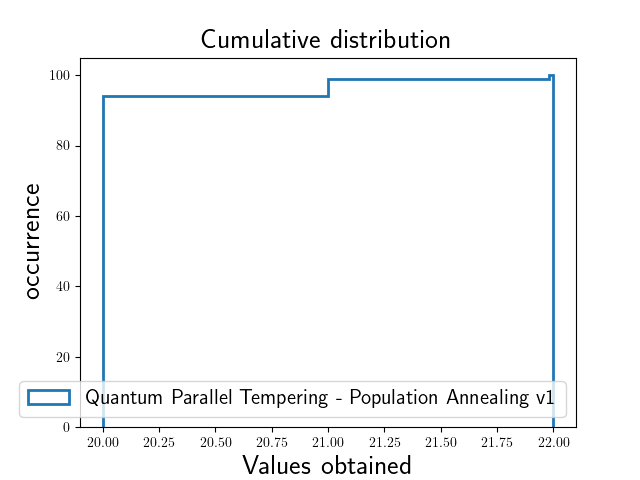 Cumulative distribution
100
80
60
40
20
0
occurrence
Quantum Parallel Tempering - Population Annealing v1
20.00 20.25 20.50 20.75 21.00 21.25 21.50 21.75 22.00
Values obtained